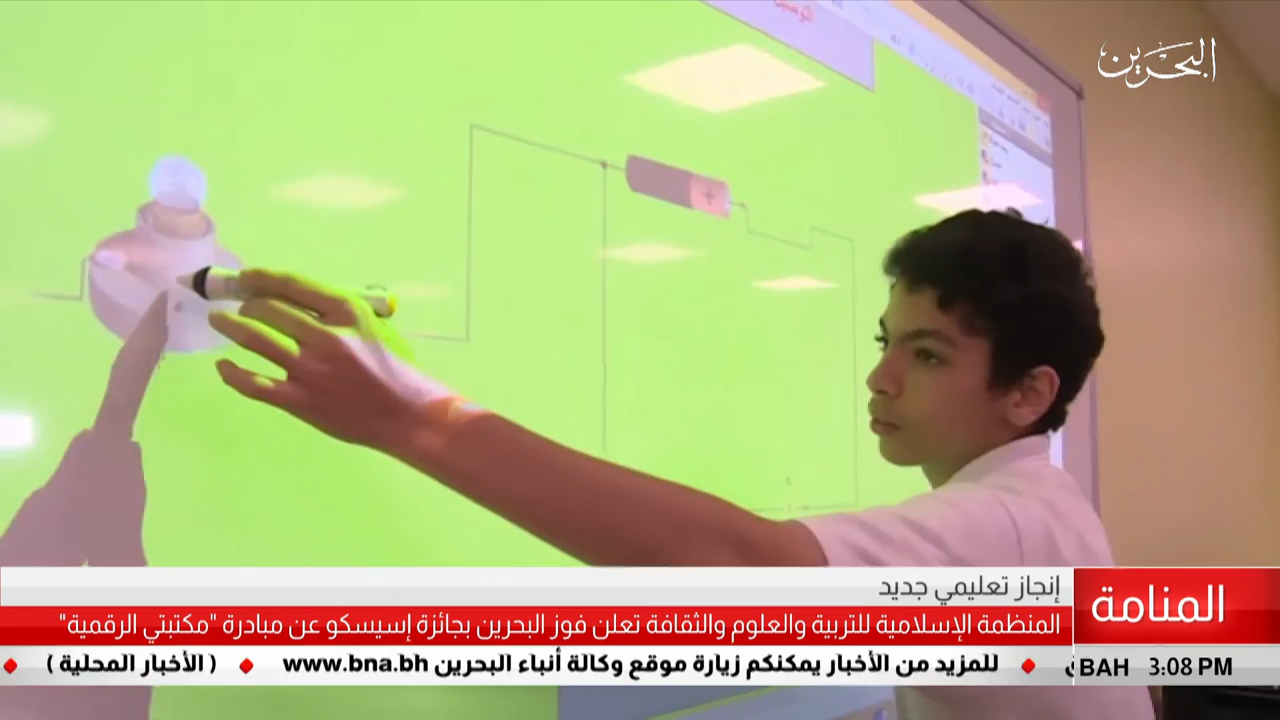 البحرين
إنجاز تعليمي جديد
المنامة
المنظمة الإسلامية للتربية والعلوم والثقافة تعلن فوز البحرين بجائزة إسيسكو عن مبادرة "مكتبتي الرقمية"
للمزيد من الأخبار يمكنكم زيارة موقع وكالة أنباء البحرين www.bna.bh ( الأخبار المحلية )
BAH 3:08 PM